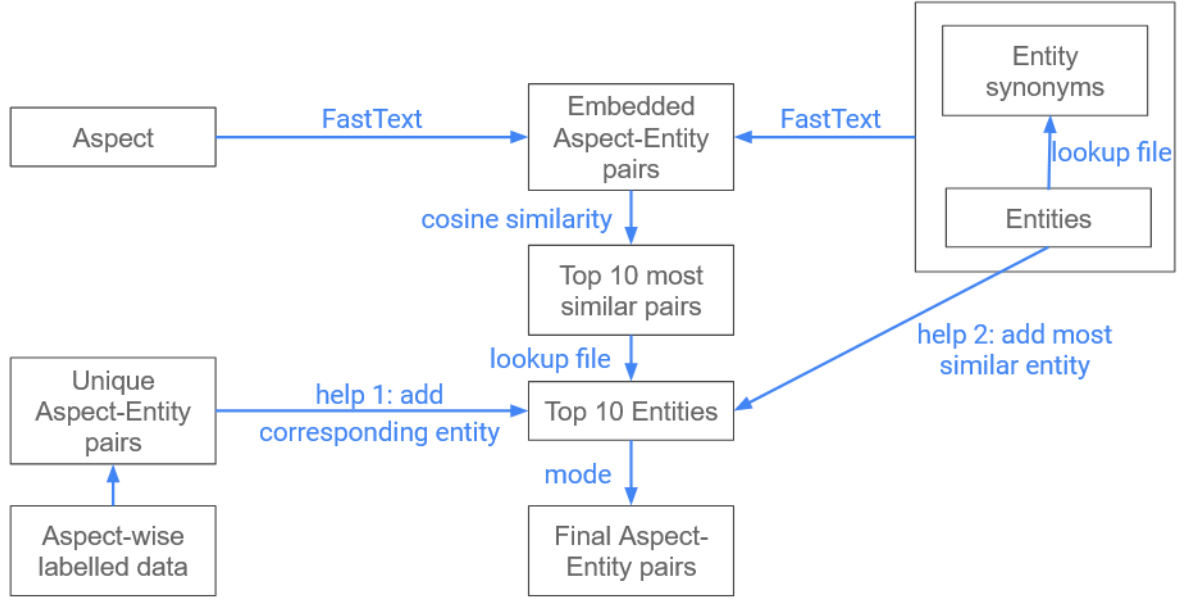 Entity
synonyms
FastText
Embedded
Aspect-Entity
pairs
FastText
Aspect
lookup file
cosine similarity
Entities
Top 10 most
similar pairs
help 2: add most
similar entity
lookup file
Unique
Aspect-Entity
pairs
help 1: add
corresponding entity
Top 10 Entities
mode
Aspect-wise
labelled data
Final Aspect-
Entity pairs